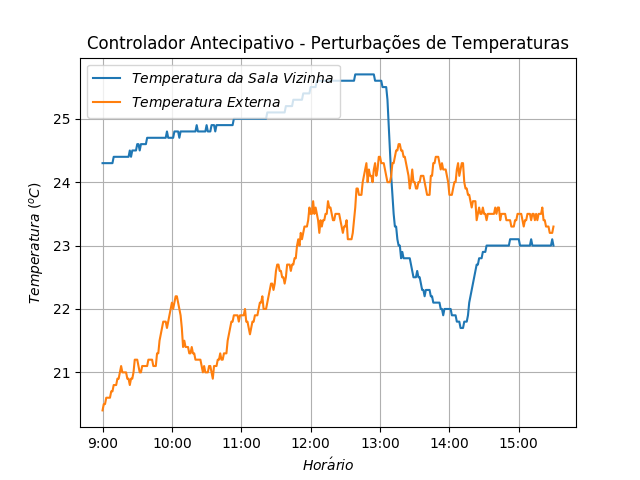 Controlador Antecipativo - Perturbações de Temperaturas
Temperatura da Sala Vizinha
Temperatura Externa
Temperatura (ºC)
25
24
23
22
21
9:00 10:00 11:00 12:00 13:00 14:00 15:00
Horário